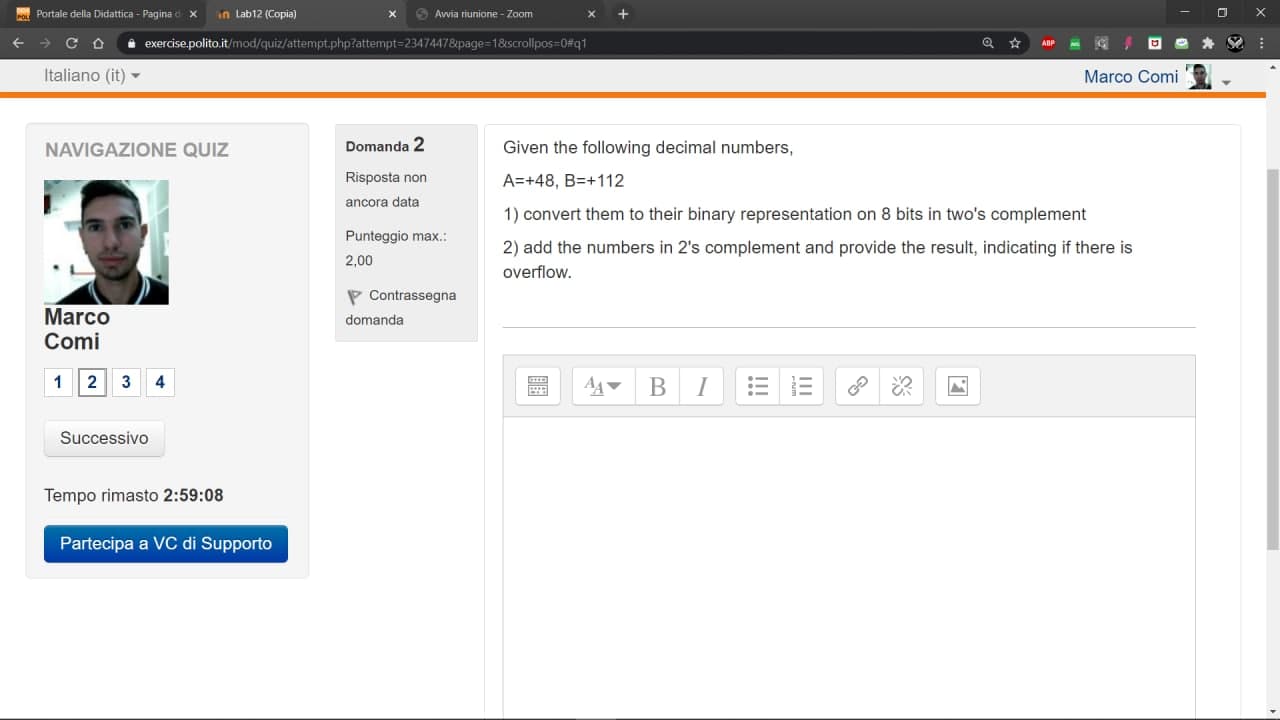 Portale della Didattica - Pagina d
Lab12 (Copia)
Avvia riunione - Zoom
exercise.polito.it/mod/quiz/attempt.php?attempt=2347447&page=1&scrollpos=0#q1
ABP
Italiano (it)
Marco Comi
NAVIGAZIONE QUIZ
Marco
Comi
1 2 3 4
Successivo
Tempo rimasto 2:59:08
Partecipa a VC di Supporto
Domanda 2
Risposta non
ancora data
Punteggio max.:
2,00
Contrassegna
domanda
Given the following decimal numbers,
A=+48, B=+112
1) convert them to their binary representation on 8 bits in two's complement
2) add the numbers in 2's complement and provide the result, indicating if there is
overflow.
B I